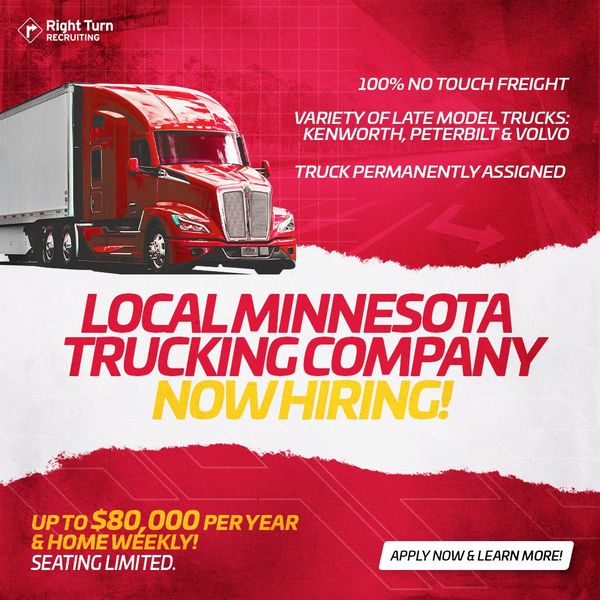 Right Turn
RECRUITING
100% NO TOUCH FREIGHT
VARIETY OF LATE MODEL TRUCKS:
KENWORTH, PETERBILT & VOLVO
TRUCK PERMANENTLY ASSIGNED
LOCAL MINNESOTA
TRUCKING COMPANY
NOW HIRING!
UP TO $80,000 PER YEAR
& HOME WEEKLY!
SEATING LIMITED.
APPLY NOW & LEARN MORE!